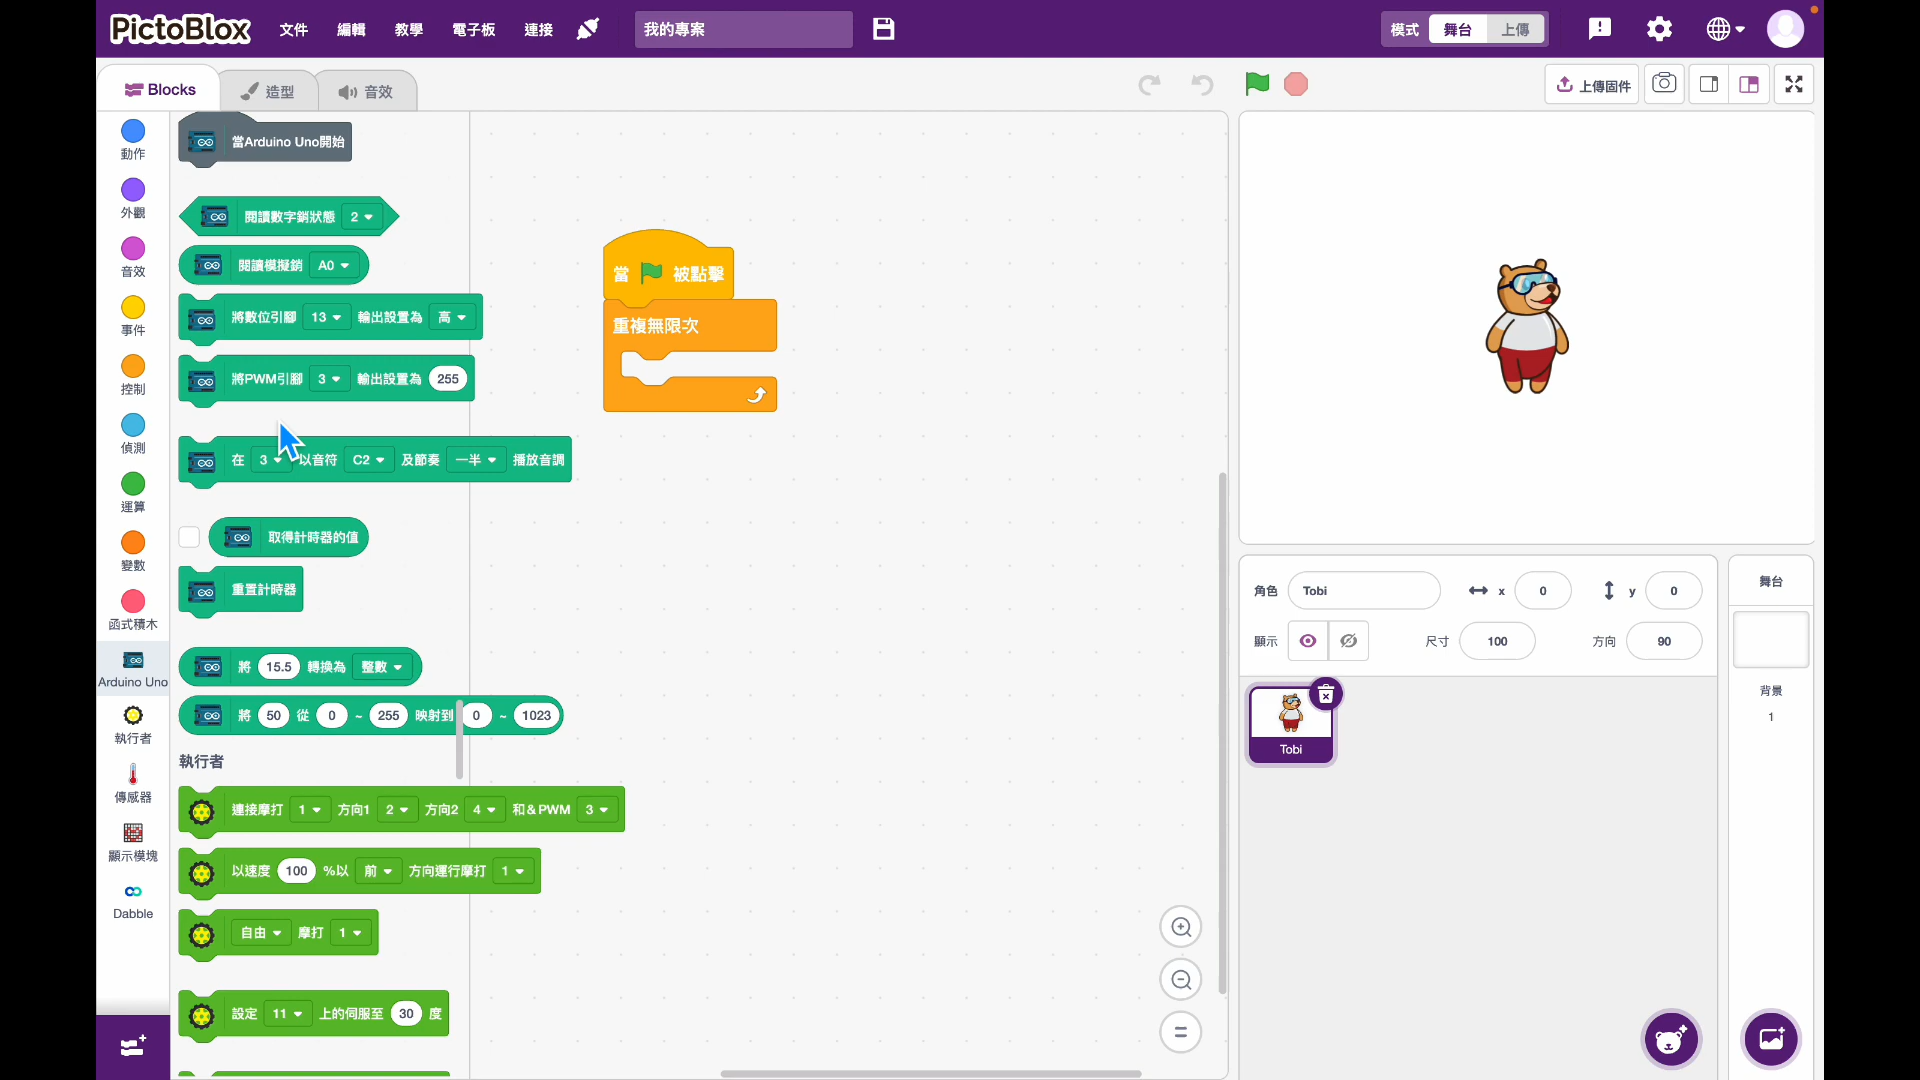 PictoBlox 文件 編輯 教學 電子板 連接 我的專案 模式 舞台 上傳
Blocks 造型 音效 上傳固件
動作
外觀
音效
事件
控制
偵測
運算
變數
函式積木
Arduino Uno
執行者
傳感器
顯示模塊
Dabble
當Arduino Uno開始
閱讀數字銷狀態 2
閱讀模擬銷 A0
將數位引腳 13 輸出設置為 高
將PWM引腳 3 輸出設置為 255
在 3 以音符 C2 及節奏 一半 播放音調
取得計時器的值
重置計時器
將 15.5 轉換為 整數
將 50 從 0 ~ 255 映射到 0 ~ 1023
執行者
連接摩打 1 方向1 2 方向2 4 和&PWM 3
以速度 100 %以 前 方向運行摩打 1
自由 摩打 1
設定 11 上的伺服至 30 度
當 被點擊
重複無限次
角色 Tobi x 0 y 0
顯示 尺寸 100 方向 90
Tobi
舞台
背景
1